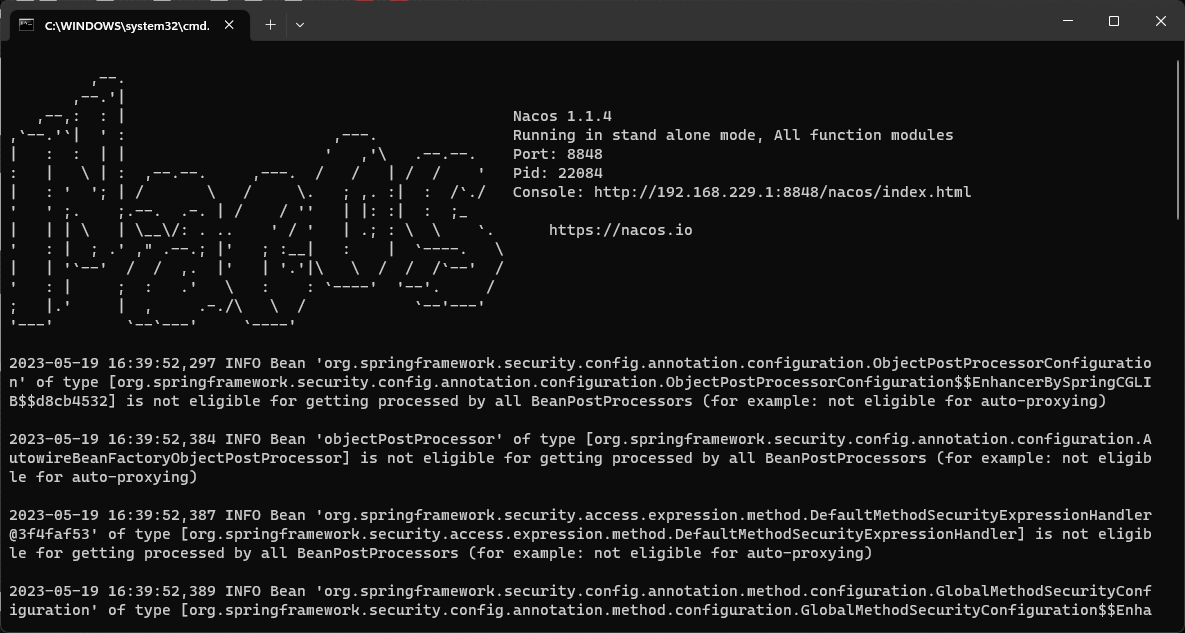 C:\WINDOWS\system32\cmd.
Nacos 1.1.4
Running in stand alone mode, All function modules
Port: 8848
Pid: 22084
Console: http://192.168.229.1:8848/nacos/index.html
https://nacos.io
2023-05-19 16:39:52,297 INFO Bean 'org.springframework.security.config.annotation.configuration.ObjectPostProcessorConfiguratio
n' of type [org.springframework.security.config.annotation.configuration.ObjectPostProcessorConfiguration$$EnhancerBySpringCGLI
B$$d8cb4532] is not eligible for getting processed by all BeanPostProcessors (for example: not eligible for auto-proxying)
2023-05-19 16:39:52,384 INFO Bean 'objectPostProcessor' of type [org.springframework.security.config.annotation.configuration.A
utowireBeanFactoryObjectPostProcessor] is not eligible for getting processed by all BeanPostProcessors (for example: not eligib
le for auto-proxying)
2023-05-19 16:39:52,387 INFO Bean 'org.springframework.security.access.expression.method.DefaultMethodSecurityExpressionHandler
@3f4faf53' of type [org.springframework.security.access.expression.method.DefaultMethodSecurityExpressionHandler] is not eligib
le for getting processed by all BeanPostProcessors (for example: not eligible for auto-proxying)
2023-05-19 16:39:52,389 INFO Bean 'org.springframework.security.config.annotation.method.configuration.GlobalMethodSecurityConf
iguration' of type [org.springframework.security.config.annotation.method.configuration.GlobalMethodSecurityConfiguration$$Enha